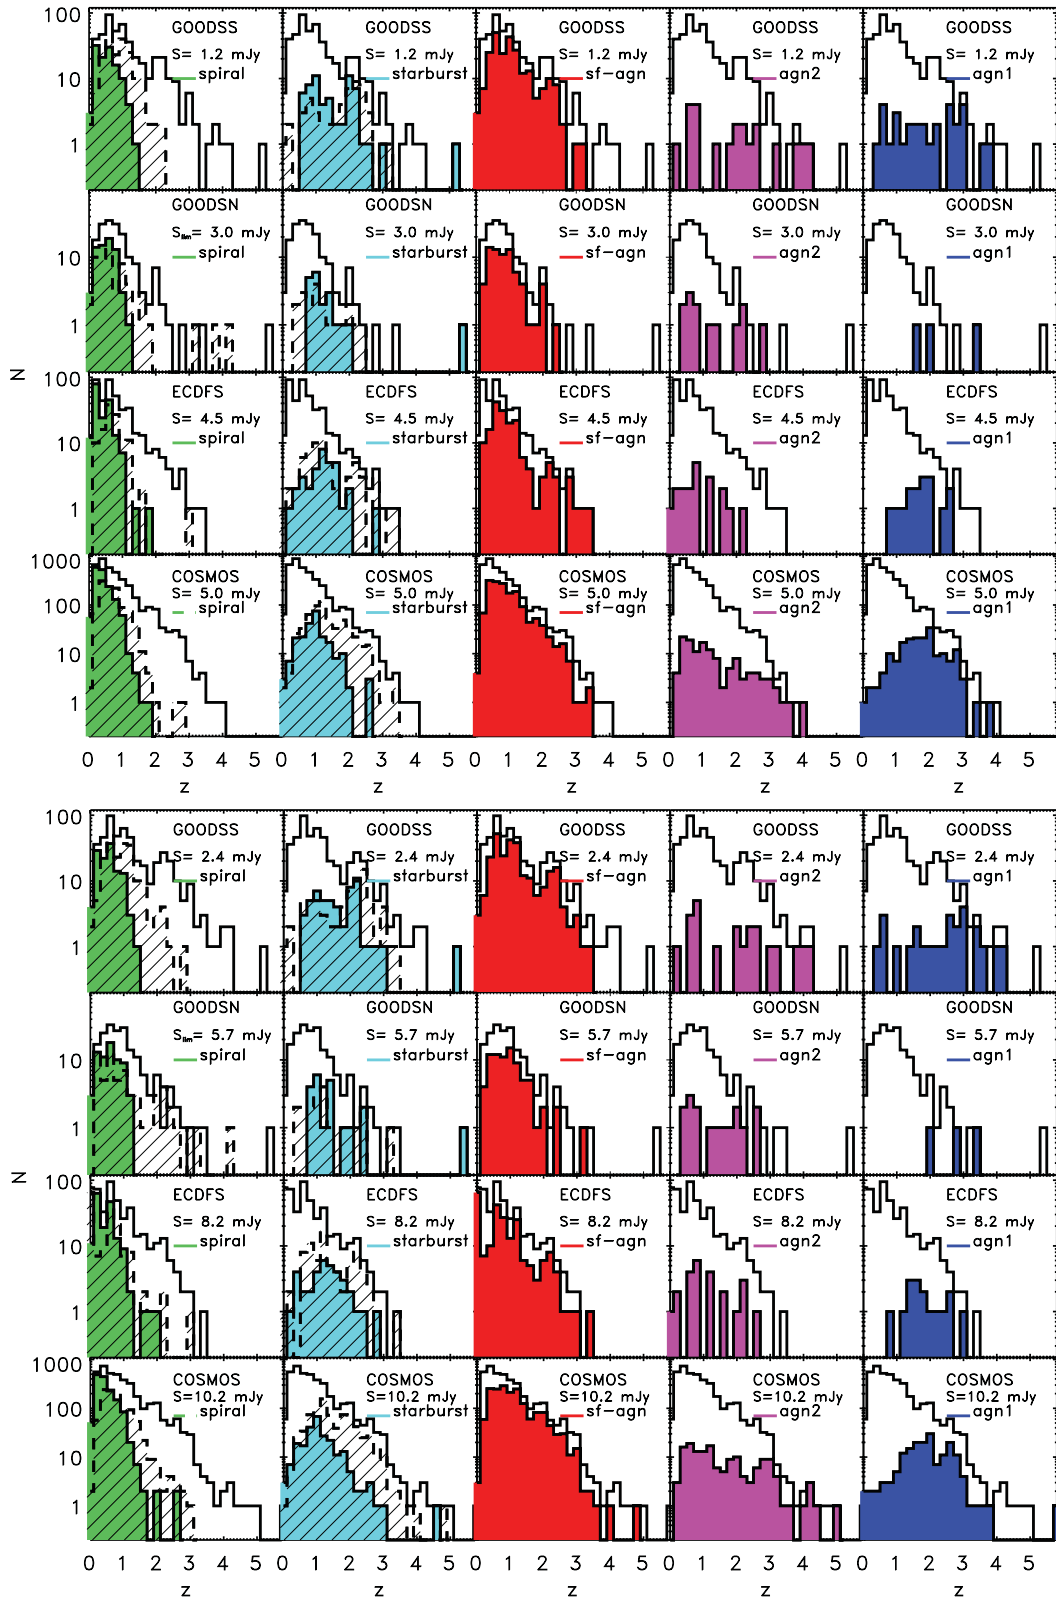 GOODSS GOODSS GOODSS GOODSS GOODSS
100 S= 1.2 mJy S= 1.2 mJy S= 1.2 mJy S= 1.2 mJy S= 1.2 mJy
10 spiral starburst sf-agn agn2 agn1
1
GOODSN GOODSN GOODSN GOODSN GOODSN
Slim= 3.0 mJy S= 3.0 mJy S= 3.0 mJy S= 3.0 mJy S= 3.0 mJy
10 spiral starburst sf-agn agn2 agn1
1
N
100 ECDFS ECDFS ECDFS ECDFS ECDFS
S= 4.5 mJy S= 4.5 mJy S= 4.5 mJy S= 4.5 mJy S= 4.5 mJy
10 spiral starburst sf-agn agn2 agn1
1
1000 COSMOS COSMOS COSMOS COSMOS COSMOS
S= 5.0 mJy S= 5.0 mJy S= 5.0 mJy S= 5.0 mJy S= 5.0 mJy
100 spiral starburst sf-agn agn2 agn1
10
1
0 1 2 3 4 5 0 1 2 3 4 5 0 1 2 3 4 5 0 1 2 3 4 5 0 1 2 3 4 5
z z z z z
100 GOODSS GOODSS GOODSS GOODSS GOODSS
S= 2.4 mJy S= 2.4 mJy S= 2.4 mJy S= 2.4 mJy S= 2.4 mJy
10 spiral starburst sf-agn agn2 agn1
1
GOODSN GOODSN GOODSN GOODSN GOODSN
Slim= 5.7 mJy S= 5.7 mJy S= 5.7 mJy S= 5.7 mJy S= 5.7 mJy
10 spiral starburst sf-agn agn2 agn1
1
N
100 ECDFS ECDFS ECDFS ECDFS ECDFS
S= 8.2 mJy S= 8.2 mJy S= 8.2 mJy S= 8.2 mJy S= 8.2 mJy
10 spiral starburst sf-agn agn2 agn1
1
1000 COSMOS COSMOS COSMOS COSMOS COSMOS
S=10.2 mJy S=10.2 mJy S=10.2 mJy S=10.2 mJy S=10.2 mJy
100 spiral starburst sf-agn agn2 agn1
10
1
0 1 2 3 4 5 0 1 2 3 4 5 0 1 2 3 4 5 0 1 2 3 4 5 0 1 2 3 4 5
z z z z z